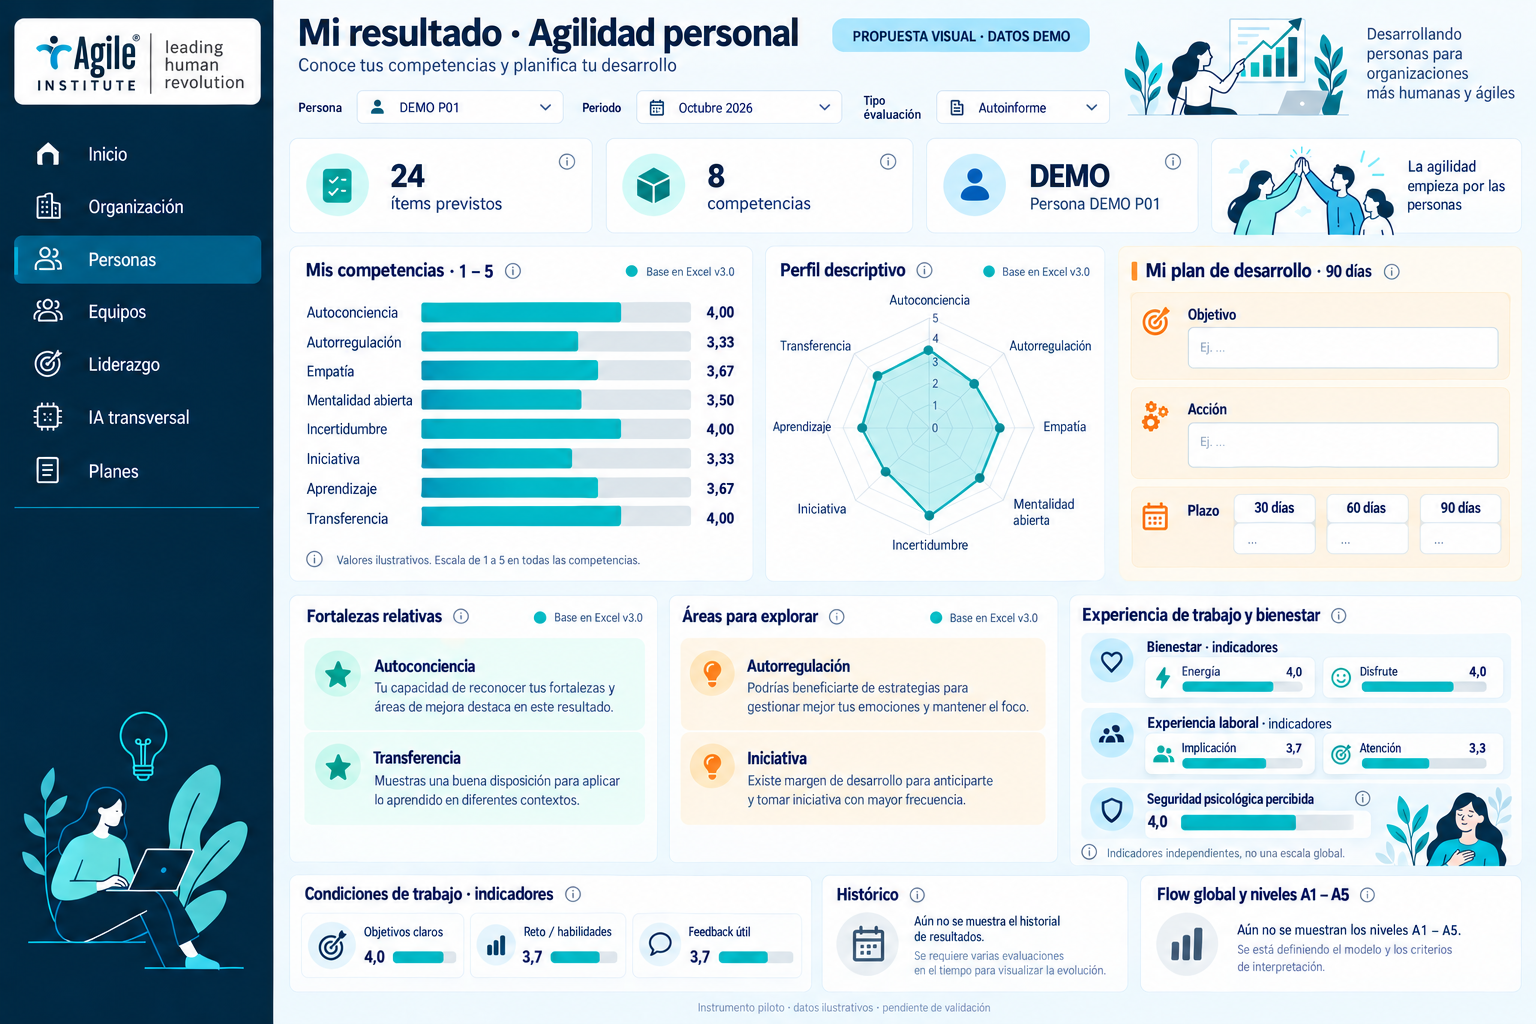 Agile®
INSTITUTE
leading
human
revolution
Inicio
Organización
Personas
Equipos
Liderazgo
IA transversal
Planes
Mi resultado · Agilidad personal
PROPUESTA VISUAL · DATOS DEMO
Conoce tus competencias y planifica tu desarrollo
Desarrollando
personas para
organizaciones
más humanas y ágiles
Persona
DEMO P01
Periodo
Octubre 2026
Tipo
évaluación
Autoinforme
24
ítems previstos
8
competencias
DEMO
Persona DEMO P01
La agilidad
empieza por las
personas
Mis competencias · 1 – 5
Base en Excel v3.0
Autoconciencia 4,00
Autorregulación 3,33
Empatía 3,67
Mentalidad abierta 3,50
Incertidumbre 4,00
Iniciativa 3,33
Aprendizaje 3,67
Transferencia 4,00
Valores ilustrativos. Escala de 1 a 5 en todas las competencias.
Perfil descriptivo
Base en Excel v3.0
Autoconciencia
5
4
3
2
1
0
Transferencia
Autorregulación
Aprendizaje
Empatía
Iniciativa
Mentalidad
abierta
Incertidumbre
Mi plan de desarrollo · 90 días
Objetivo
Ej. ...
Acción
Ej. ...
Plazo
30 días
60 días
90 días
...
...
...
Fortalezas relativas
Base en Excel v3.0
Autoconciencia
Tu capacidad de reconocer tus fortalezas y
áreas de mejora destaca en este resultado.
Transferencia
Muestras una buena disposición para aplicar
lo aprendido en diferentes contextos.
Áreas para explorar
Base en Excel v3.0
Autorregulación
Podrías beneficiarte de estrategias para
gestionar mejor tus emociones y mantener el foco.
Iniciativa
Existe margen de desarrollo para anticiparte
y tomar iniciativa con mayor frecuencia.
Experiencia de trabajo y bienestar
Bienestar · indicadores
Energía 4,0
Disfrute 4,0
Experiencia laboral · indicadores
Implicación 3,7
Atención 3,3
Seguridad psicológica percibida
4,0
Indicadores independientes, no una escala global.
Condiciones de trabajo · indicadores
Objetivos claros
4,0
Reto / habilidades
3,7
Feedback útil
3,7
Histórico
Aún no se muestra el historial
de resultados.
Se requiere varias evaluaciones
en el tiempo para visualizar la evolución.
Flow global y niveles A1 – A5
Aún no se muestran los niveles A1 – A5.
Se está definiendo el modelo y los criterios
de interpretación.
Instrumento piloto · datos ilustrativos · pendiente de validación